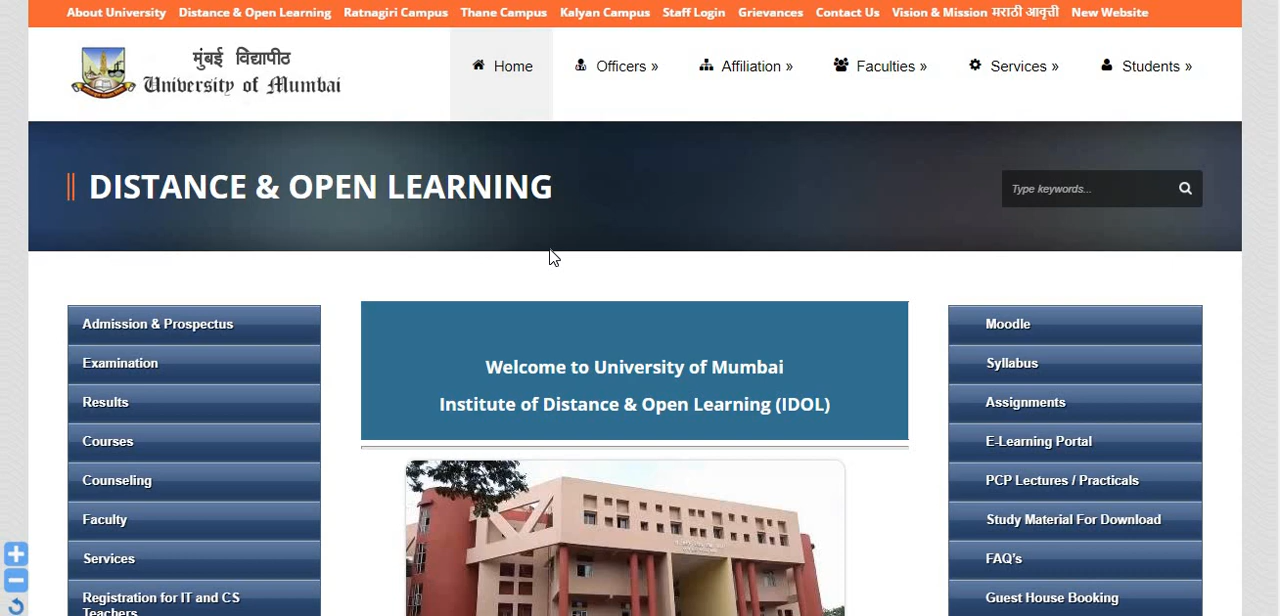 About University Distance & Open Learning Ratnagiri Campus Thane Campus Kalyan Campus Staff Login Grievances Contact Us Vision & Mission मराठी आवृत्ती New Website
मुंबई विद्यापीठ
University of Mumbai
Home Officers » Affiliation » Faculties » Services » Students »
DISTANCE & OPEN LEARNING
Type keywords...
Admission & Prospectus
Examination
Results
Courses
Counseling
Faculty
Services
Registration for IT and CS
Teachers
Welcome to University of Mumbai
Institute of Distance & Open Learning (IDOL)
Moodle
Syllabus
Assignments
E-Learning Portal
PCP Lectures / Practicals
Study Material For Download
FAQ's
Guest House Booking